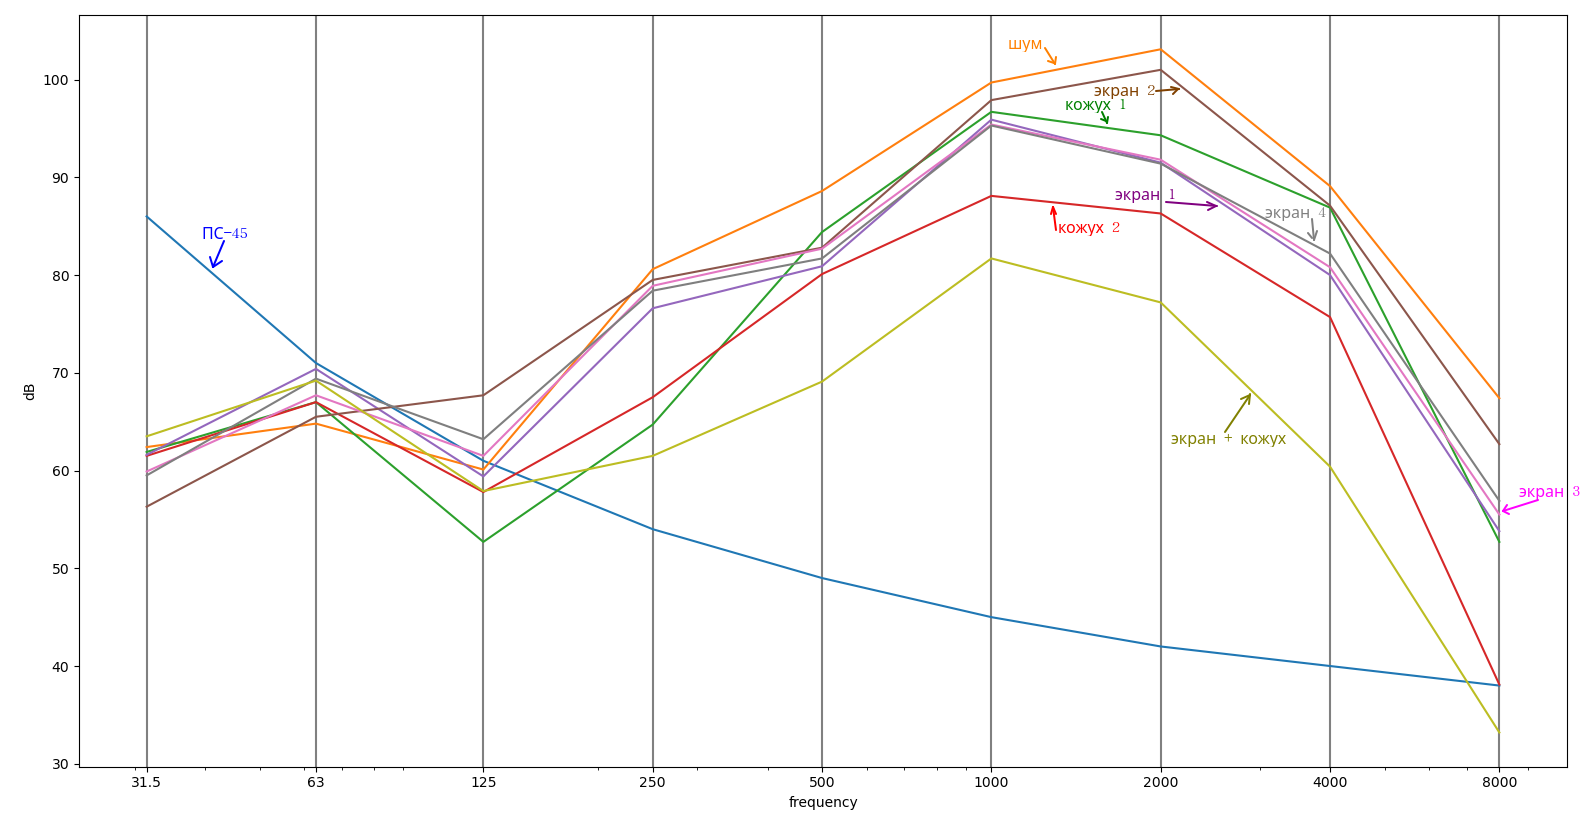 100
90
80
70
60
50
40
30
dB
шум
экран 2
кожух 1
экран 1
экран 4
ПС-45
кожух 2
экран + кожух
экран 3
31.5 63 125 250 500 1000 2000 4000 8000
frequency